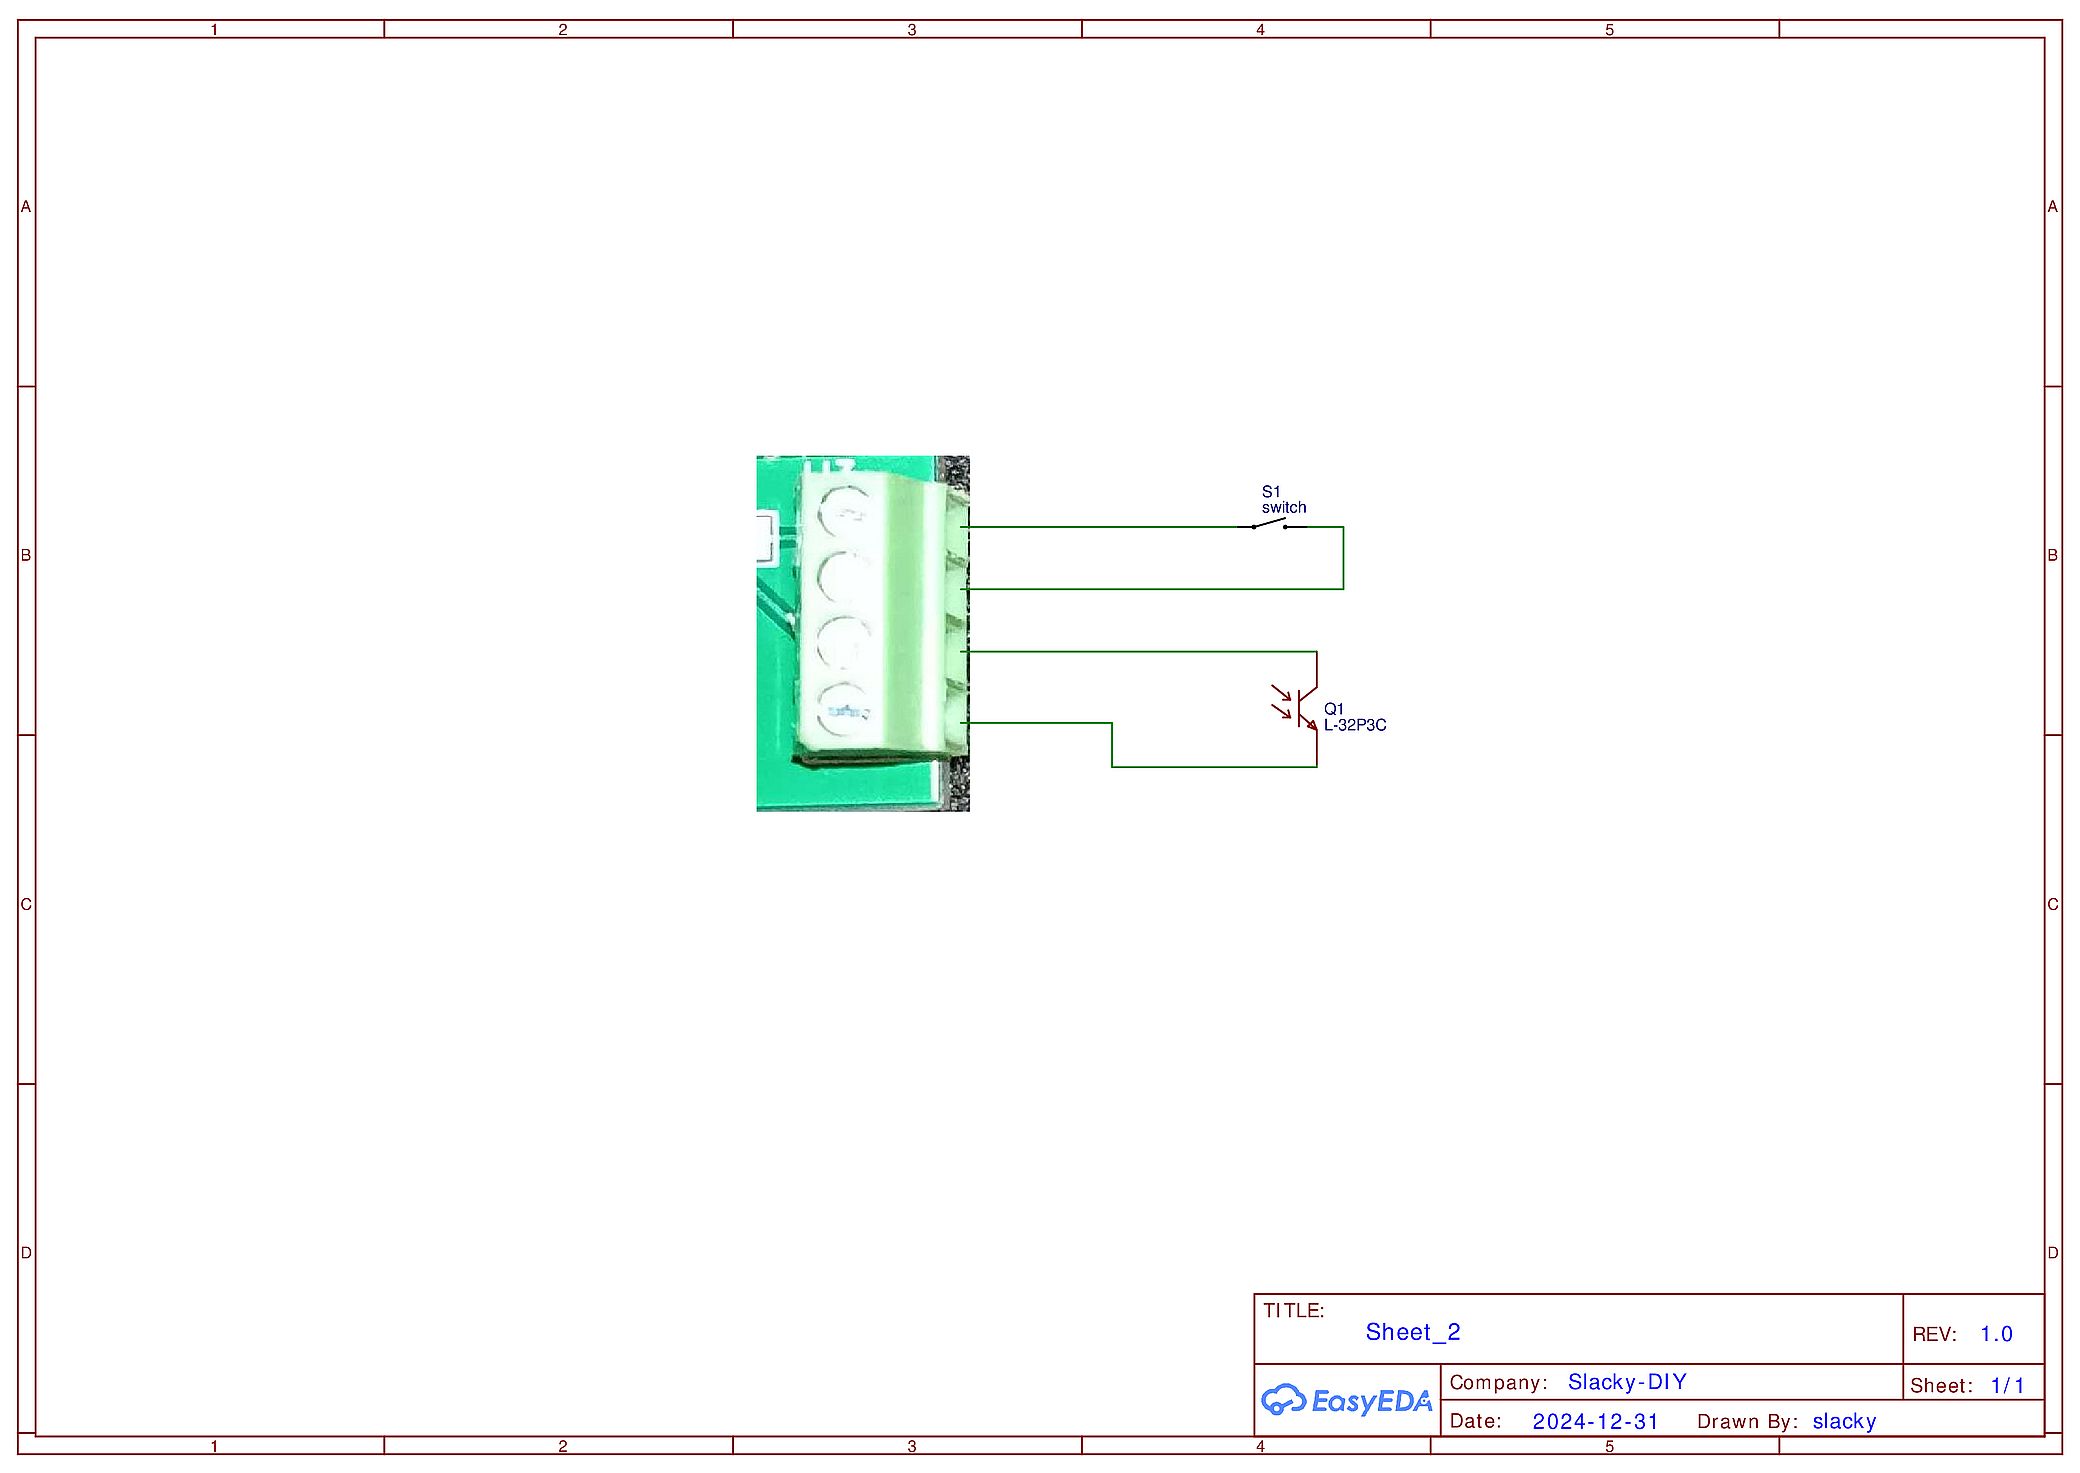 1 2 3 4 5
A A
S1
switch
B B
Q1
L-32P3C
C C
D D
TITLE:
Sheet_2
REV: 1.0
EasyEDA
Company: Slacky-DIY
Sheet: 1/1
Date: 2024-12-31 Drawn By: slacky
1 2 3 4 5